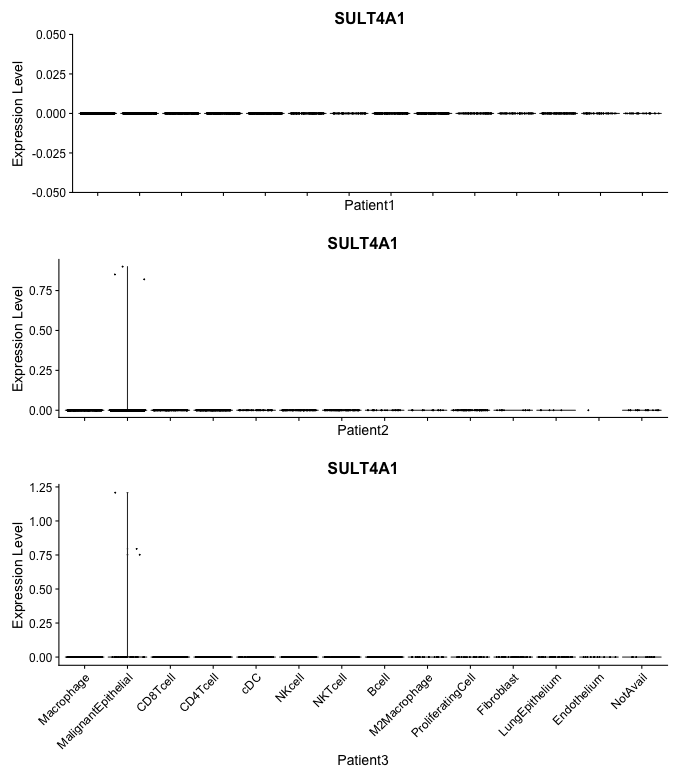 SULT4A1
Expression Level
0.050
0.025
0.000
-0.025
-0.050
Patient1
SULT4A1
Expression Level
0.75
0.50
0.25
0.00
Patient2
SULT4A1
Expression Level
1.25
1.00
0.75
0.50
0.25
0.00
Macrophage
MalignantEpithelial
CD8Tcell
CD4Tcell
cDC
NKcell
NKTcell
Bcell
M2Macrophage
ProliferatingCell
Fibroblast
LungEpithelium
Endothelium
NotAvail
Patient3